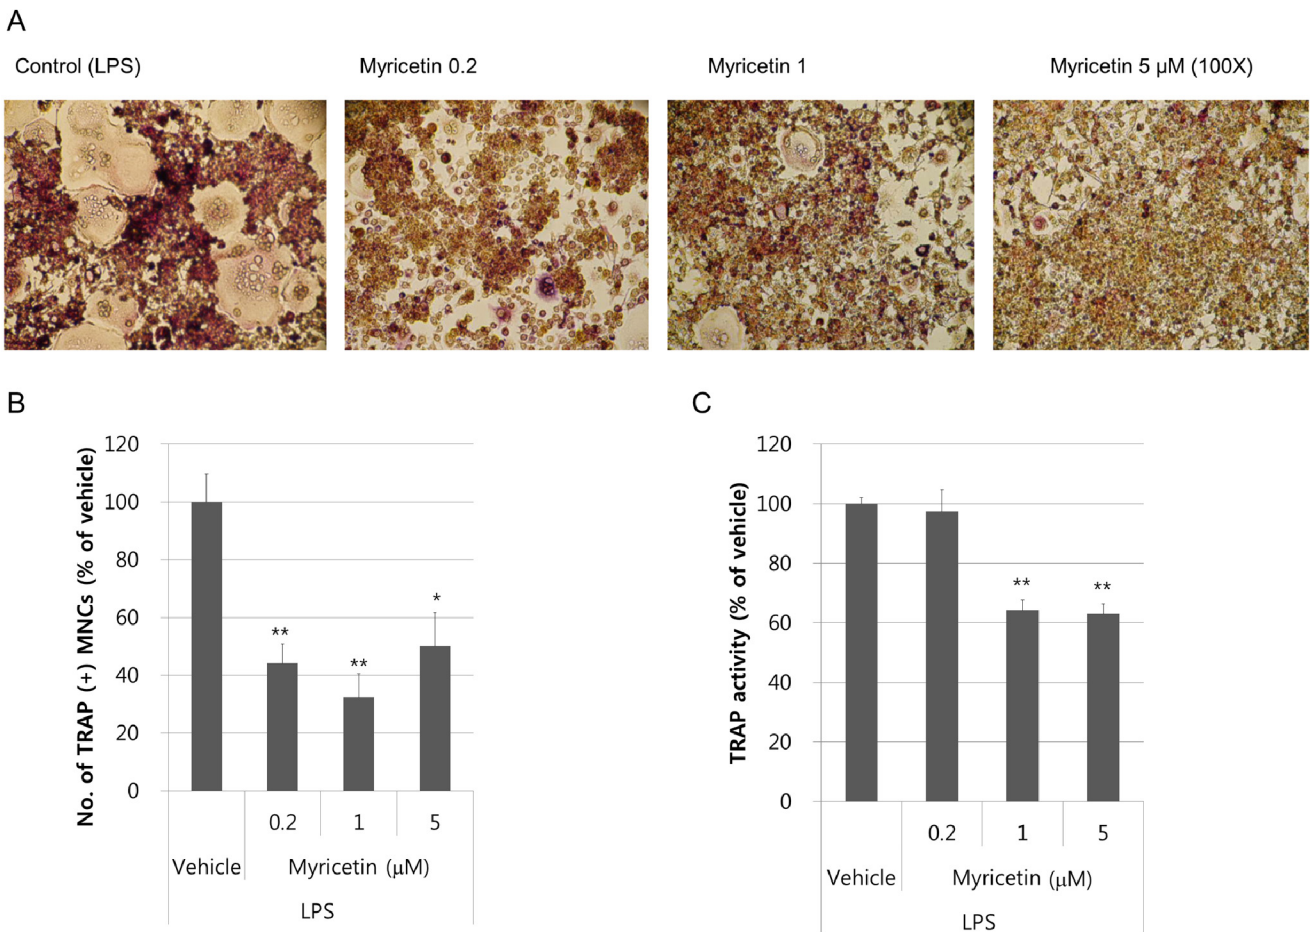 A
Control (LPS)
Myricetin 0.2
Myricetin 1
Myricetin 5 µM (100X)
B
No. of TRAP (+) MNCs (% of vehicle)
120
100
80
60
40
20
0
**
**
*
0.2
1
5
Vehicle
Myricetin (µM)
LPS
C
TRAP activity (% of vehicle)
120
100
80
60
40
20
0
**
**
0.2
1
5
Vehicle
Myricetin (µM)
LPS